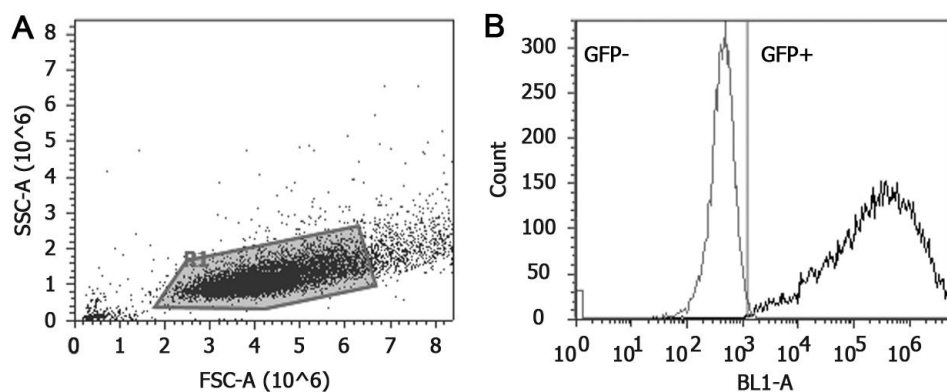 A
SSC-A (10^6)
8
7
6
5
4
3
2
1
0
R1
0 1 2 3 4 5 6 7 8
FSC-A (10^6)
B
GFP-
GFP+
Count
300
250
200
150
100
50
0
10^0 10^1 10^2 10^3 10^4 10^5 10^6
BL1-A